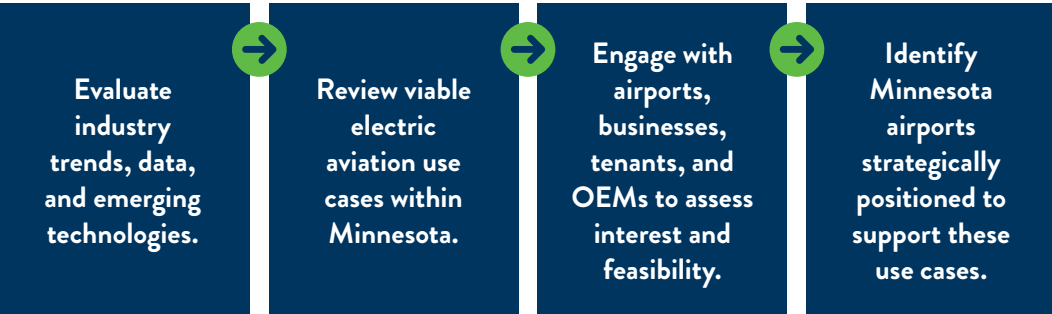 Evaluate
industry
trends, data,
and emerging
technologies.
Review viable
electric
aviation use
cases within
Minnesota.
Engage with
airports,
businesses,
tenants, and
OEMs to assess
interest and
feasibility.
Identify
Minnesota
airports
strategically
positioned to
support these
use cases.